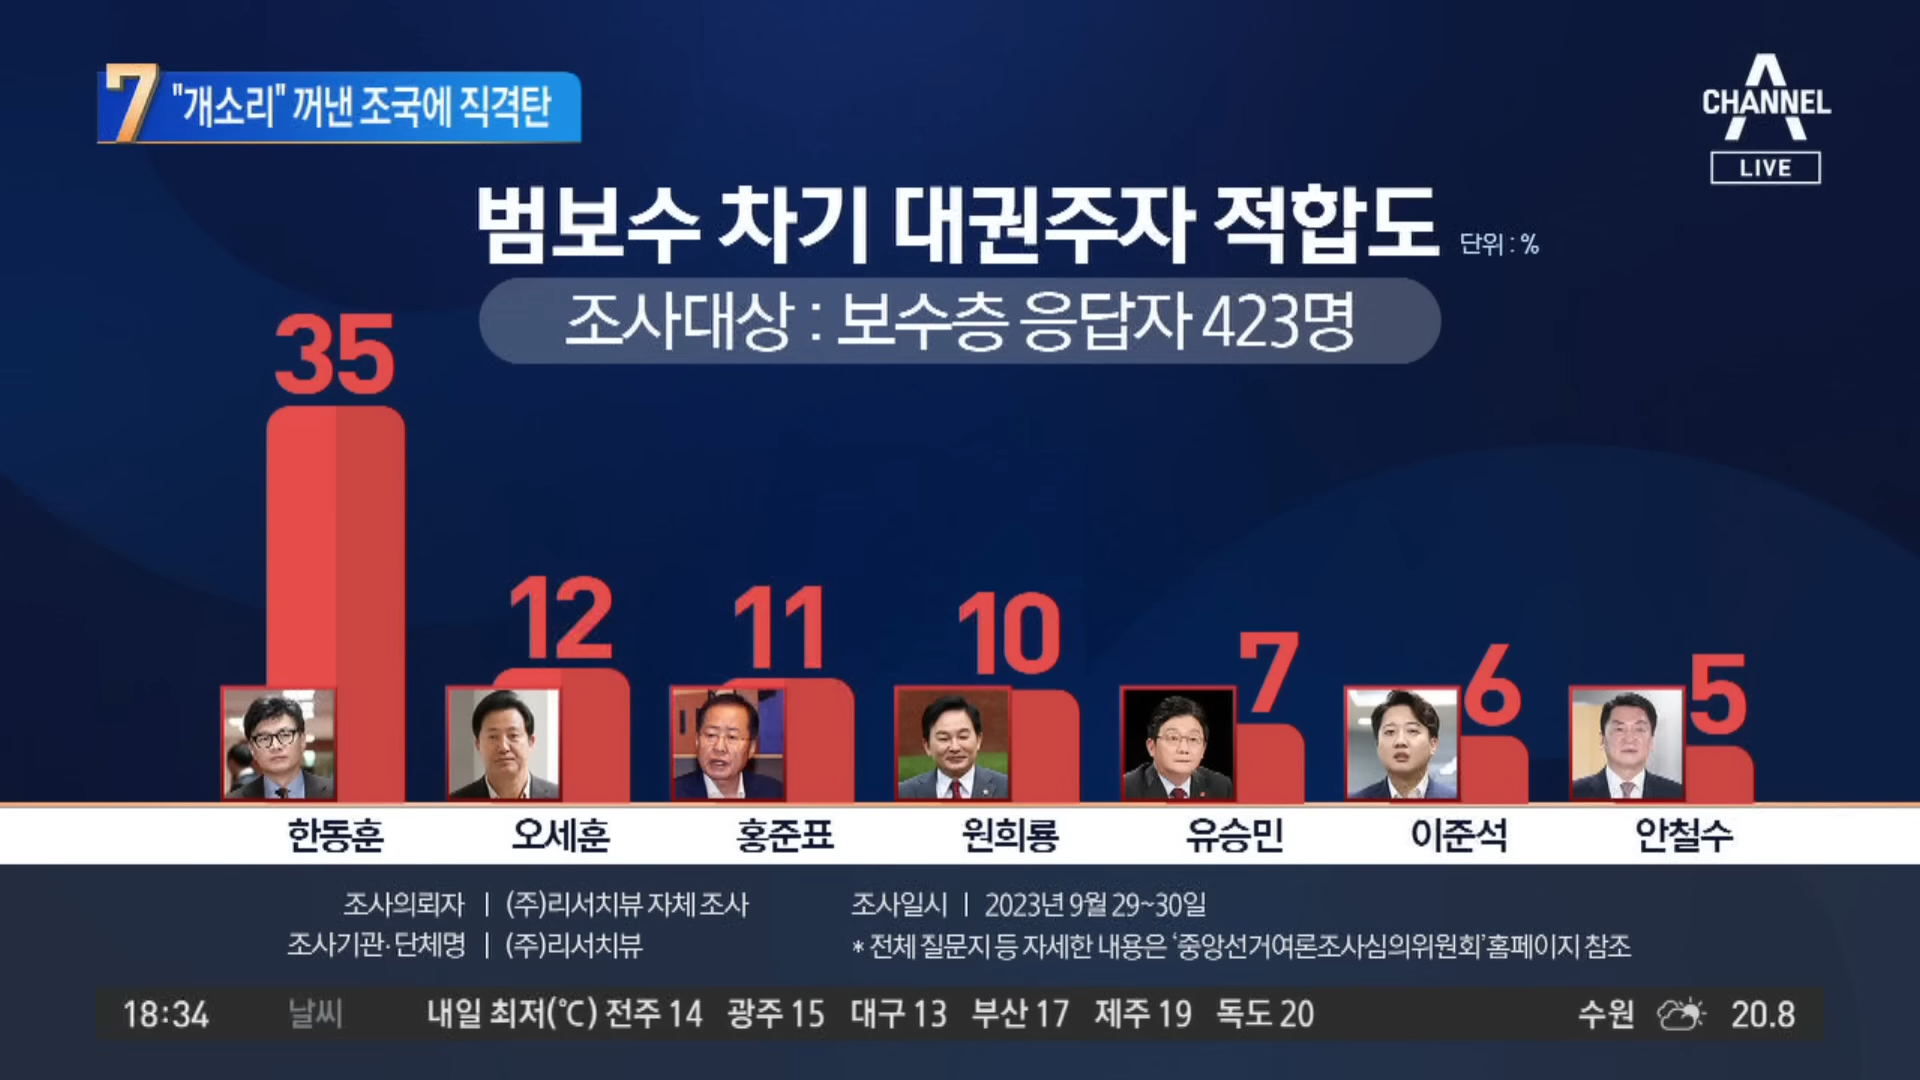 7 "개소리" 꺼낸 조국에 직격탄
CHANNEL A
LIVE
범보수 차기 대권주자 적합도 단위 : %
조사대상 : 보수층 응답자 423명
35
12
11
10
7
6
5
한동훈 오세훈 홍준표 원희룡 유승민 이준석 안철수
조사의뢰자 | (주)리서치뷰 자체 조사
조사기관·단체명 | (주)리서치뷰
조사일시 | 2023년 9월 29~30일
* 전체 질문지 등 자세한 내용은 '중앙선거여론조사심의위원회' 홈페이지 참조
18:34 날씨 내일 최저(℃) 전주 14 광주 15 대구 13 부산 17 제주 19 독도 20 수원 20.8